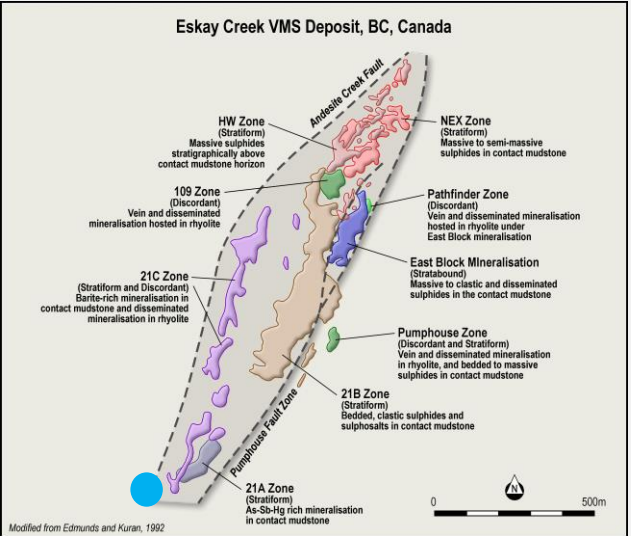 Eskay Creek VMS Deposit, BC, Canada
Andesite Creek Fault
HW Zone
(Stratiform)
Massive sulphides
stratigraphically above
contact mudstone horizon
NEX Zone
(Stratiform)
Massive to semi-massive
sulphides in contact mudstone
109 Zone
(Discordant)
Vein and disseminated
mineralisation hosted in rhyolite
Pathfinder Zone
(Discordant)
Vein and disseminated mineralisation
hosted in rhyolite under
East Block mineralisation
21C Zone
(Stratiform and Discordant)
Barite-rich mineralisation in
contact mudstone and disseminated
mineralisation in rhyolite
East Block MIneralisation
(Stratabound)
Massive to clastic and disseminated
sulphides in the contact mudstone
Pumphouse Zone
(Discordant and Stratiform)
Vein and disseminated mineralisation
in rhyolite, and bedded to massive
sulphides in contact mudstone
21B Zone
(Stratiform)
Bedded, clastic sulphides and
sulphosalts in contact mudstone
Pumphouse Fault Zone
21A Zone
(Stratiform)
As-Sb-Hg rich mineralisation
in contact mudstone
N
0 500m
Modified from Edmunds and Kuran, 1992